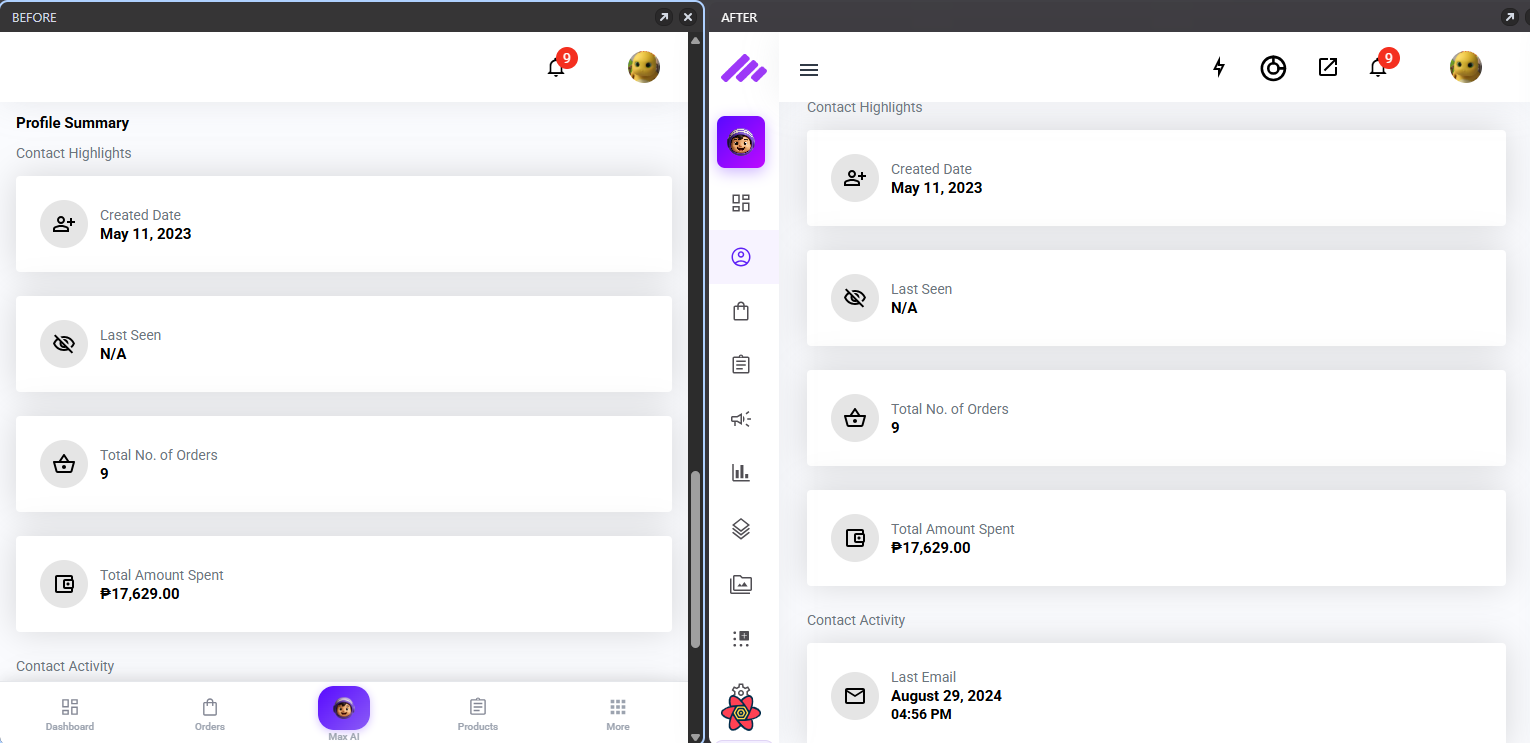 BEFORE
9
Profile Summary
Contact Highlights
Created Date
May 11, 2023
Last Seen
N/A
Total No. of Orders
9
Total Amount Spent
₱17,629.00
Contact Activity
Dashboard
Orders
Max AI
Products
More
AFTER
9
Contact Highlights
Created Date
May 11, 2023
Last Seen
N/A
Total No. of Orders
9
Total Amount Spent
₱17,629.00
Contact Activity
Last Email
August 29, 2024
04:56 PM